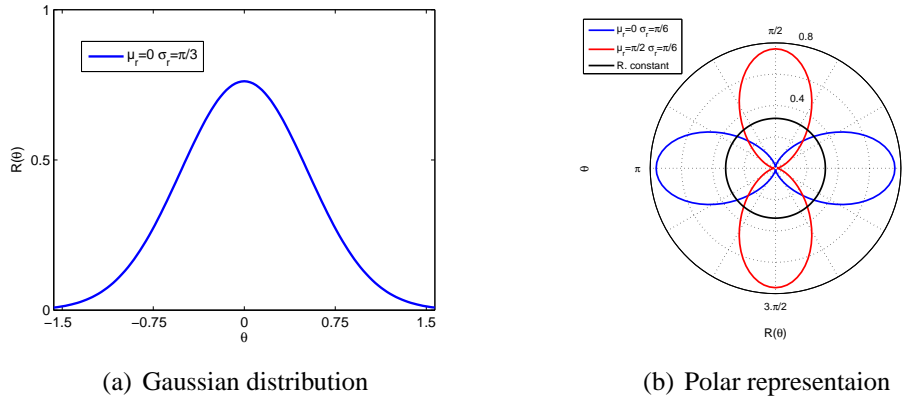 1
μr=0 σr=π/3
R(θ)
0.5
0
−1.5 −0.75 0 0.75 1.5
θ
(a) Gaussian distribution
μr=0 σr=π/6
μr=π/2 σr=π/6
R. constant
π/2
0.8
0.4
θ
π
3.π/2
R(θ)
(b) Polar representaion